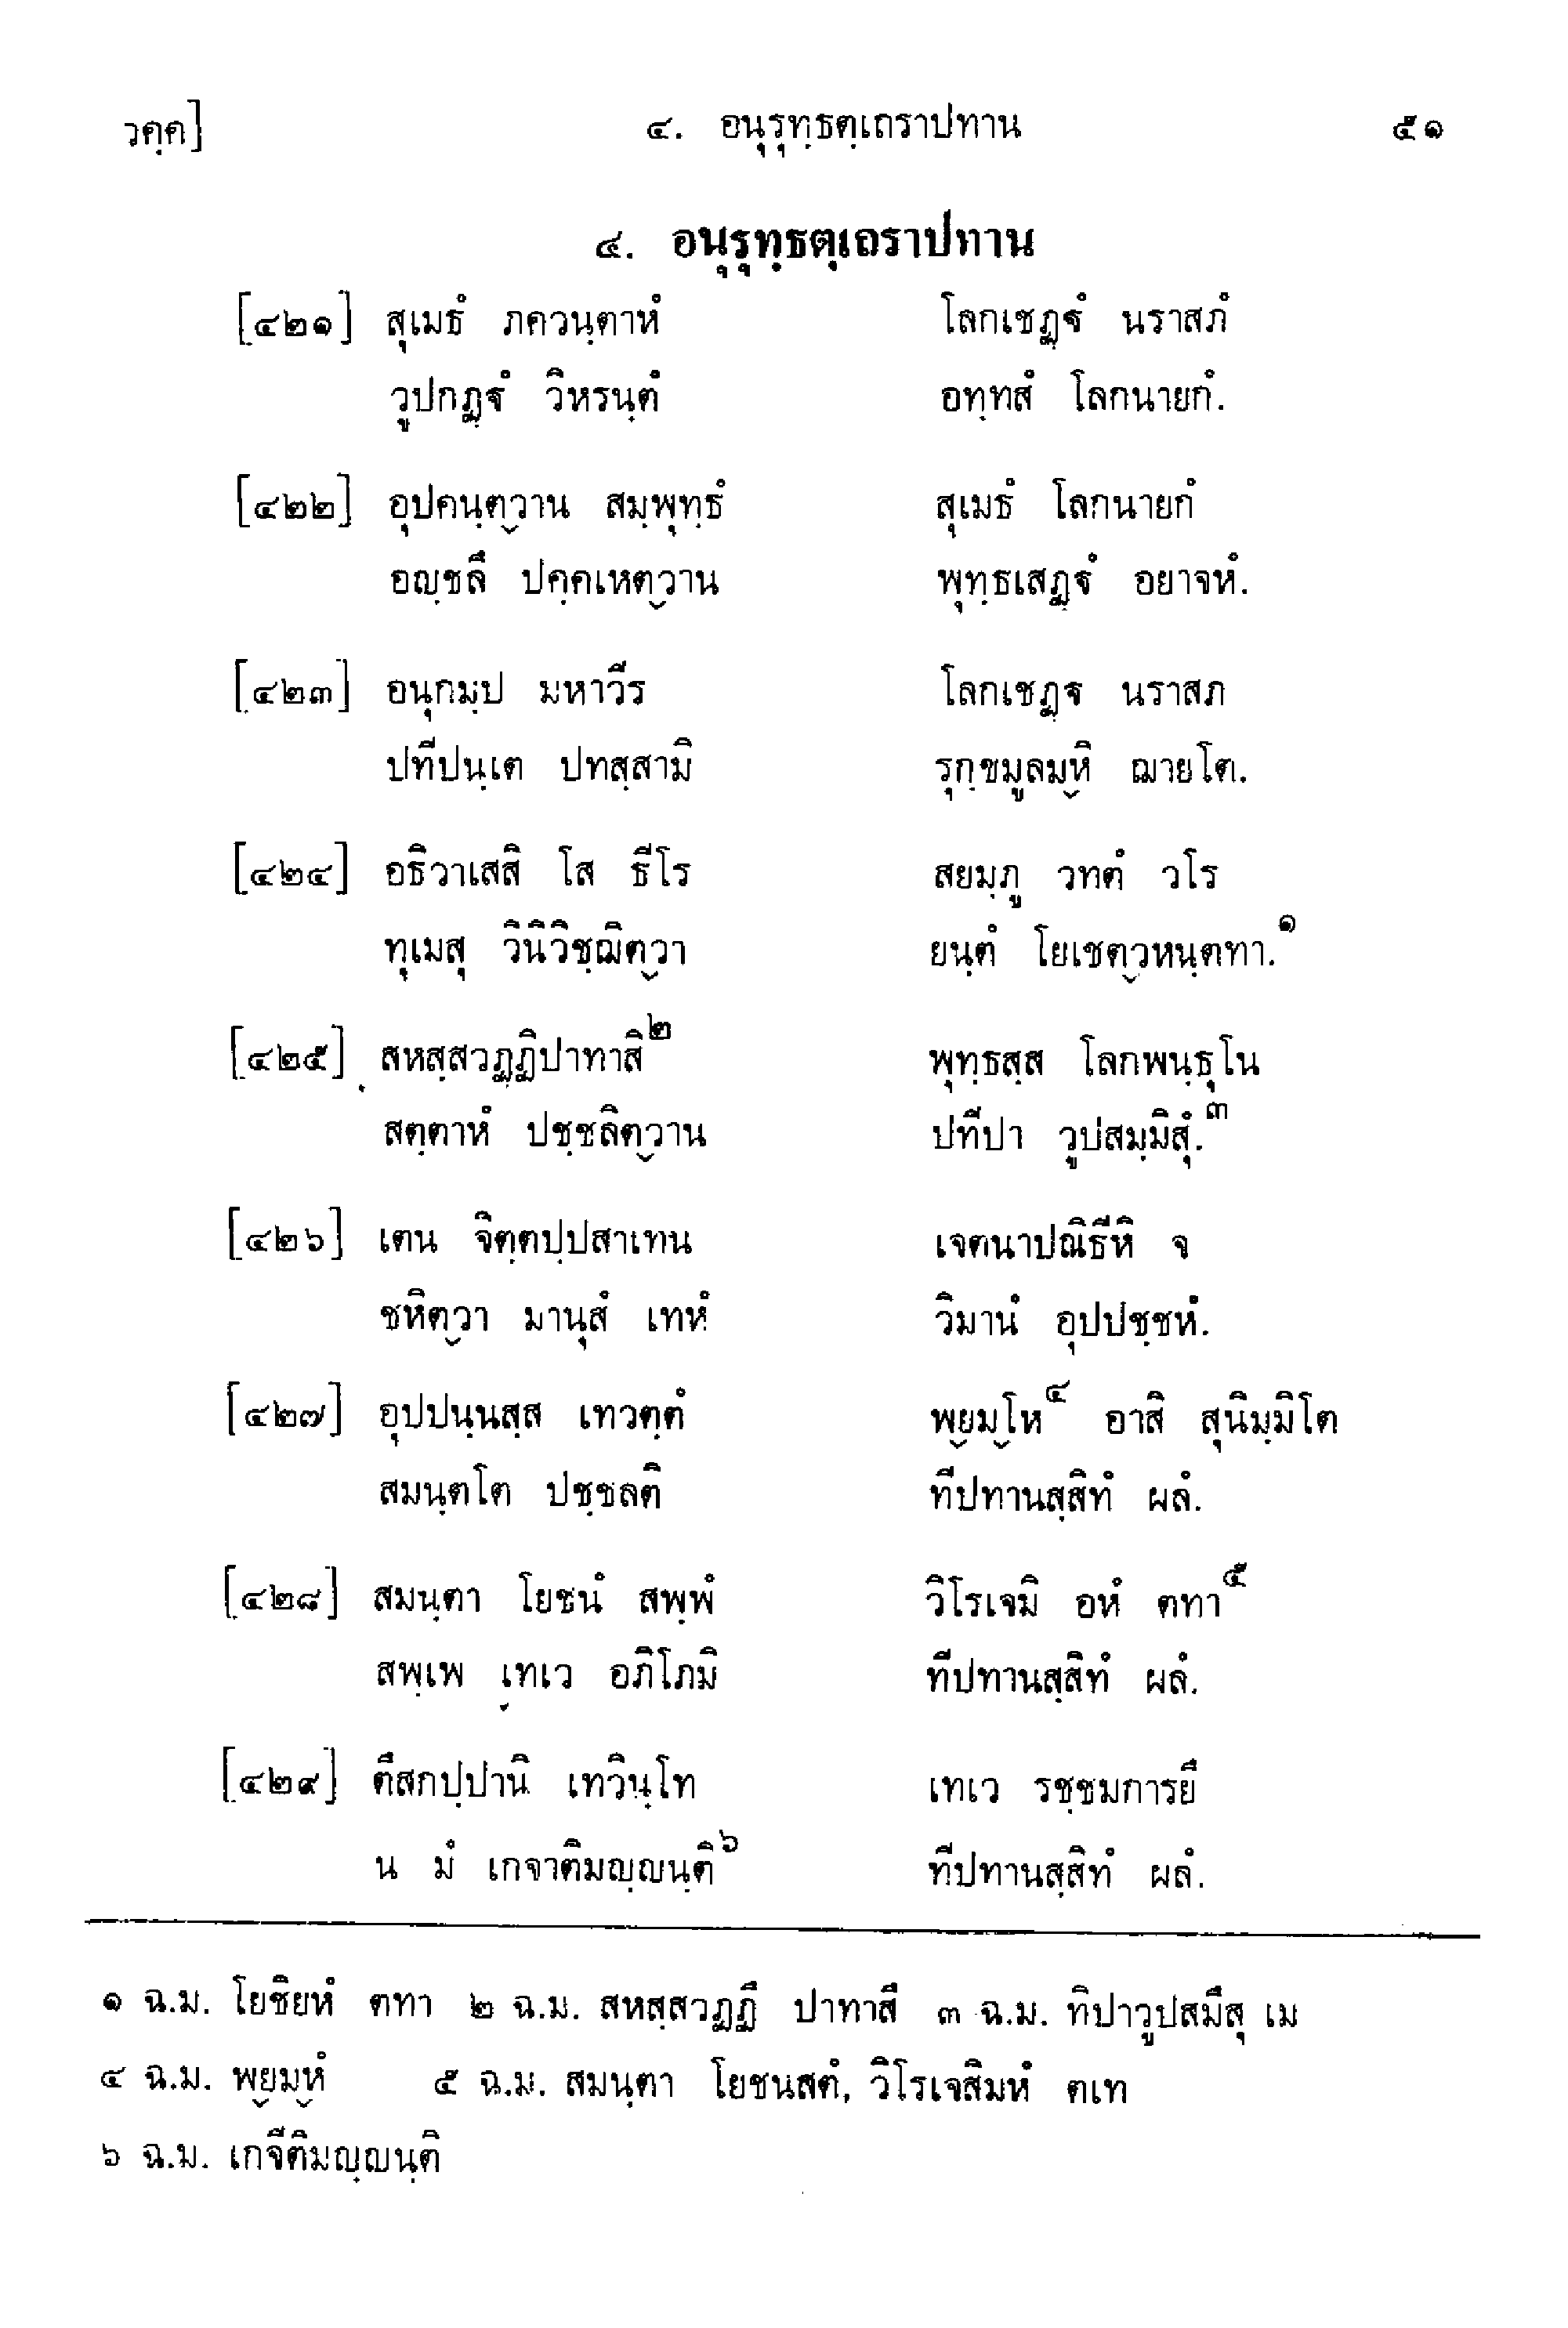 วคฺค] ๔. อนุรุทฺธตฺเถราปทาน ๕๑
๔. อนุรุทฺธตฺเถราปทาน
[๔๒๑] สุเมธํ ภควนฺตาหํ โลกเชฏฺฐํ นราสภํ
วูปกฏฺฐํ วิหรนฺตํ อทฺทสํ โลกนายกํ.
[๔๒๒] อุปคนฺตฺวาน สมฺพุทฺธํ สุเมธํ โลกนายกํ
อญฺชลึ ปคฺคเหตฺวาน พุทฺธเสฏฺฐํ อยาจหํ.
[๔๒๓] อนุกมฺป มหาวีร โลกเชฏฺฐ นราสภ
ปทีปนฺเต ปทสฺสามิ รุกฺขมูลมฺหิ ฌายโต.
[๔๒๔] อธิวาเสสิ โส ธีโร สยมฺภู วทตํ วโร
ทุเมสุ วินิวิชฺฌิตฺวา ยนฺตํ โยเชตฺวหนฺตทา.๑
[๔๒๕] สหสฺสวฏฺฏิปาทาสิ๒ พุทฺธสฺส โลกพนฺธุโน
สตฺตาหํ ปชฺชลิตฺวาน ปทีปา วูปสมฺมิสุํ.๓
[๔๒๖] เตน จิตฺตปฺปสาเทน เจตนาปณิธีหิ จ
ชหิตฺวา มานุสํ เทหํ วิมานํ อุปปชฺชหํ.
[๔๒๗] อุปปนฺนสฺส เทวตฺตํ พฺยมฺโห๔ อาสิ สุนิมฺมิโต
สมนฺตโต ปชฺชลติ ทีปทานสฺสิทํ ผลํ.
[๔๒๘] สมนฺตา โยชนํ สพฺพํ วิโรเจมิ อหํ ตทา๕
สพฺเพ เทเว อภิโภมิ ทีปทานสฺสิทํ ผลํ.
[๔๒๙] ตึสกปฺปานิ เทวินฺโท เทเว รชฺชมการยึ
น มํ เกจาติมญฺญนฺติ๖ ทีปทานสฺสิทํ ผลํ.
๑ ฉ.ม. โยชิยหํ ตทา ๒ ฉ.ม. สหสฺสวฏฺฏึ ปาทาสึ ๓ ฉ.ม. ทิปาวูปสมึสุ เม
๔ ฉ.ม. พฺยมฺหํ ๕ ฉ.ม. สมนฺตา โยชนสตํ, วิโรเจสิมหํ ตเท
๖ ฉ.ม. เกจีติมญฺญนฺติ